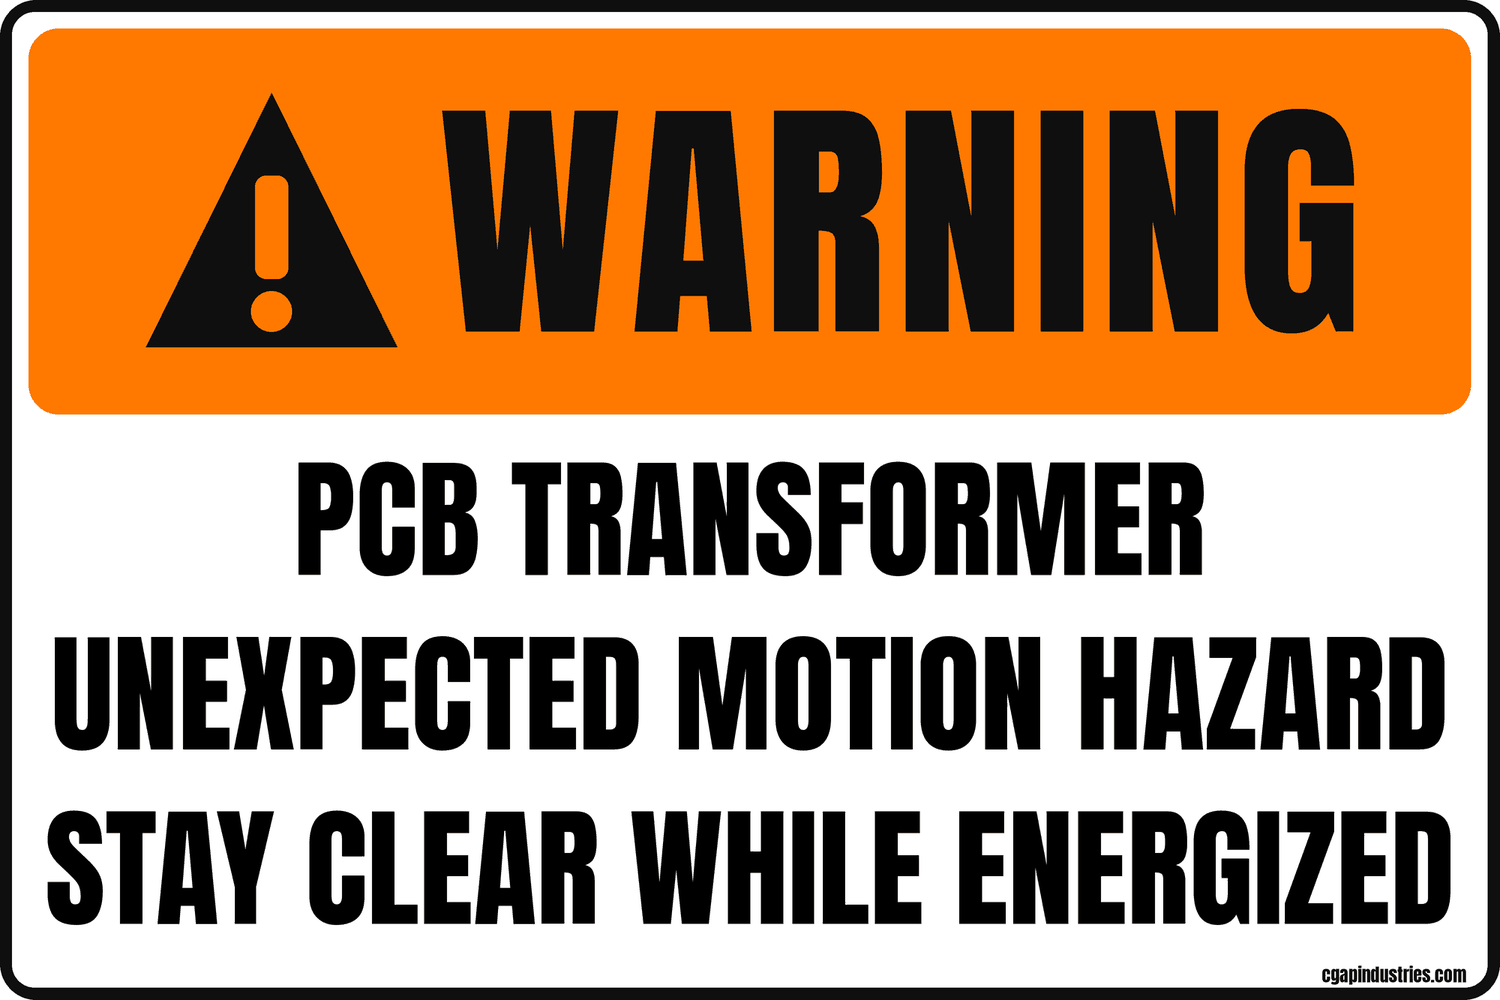 WARNING
PCB TRANSFORMER
UNEXPECTED MOTION HAZARD
STAY CLEAR WHILE ENERGIZED
cgapindustries.com